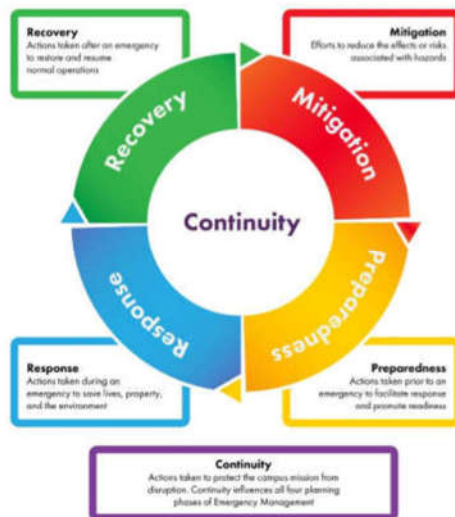 Recovery
Actions taken after an emergency
to restore and resume
normal operations
Mitigation
Efforts to reduce the effects or risks
associated with hazards
Recovery
Mitigation
Continuity
Response
Preparedness
Response
Actions taken during an
emergency to save lives, property,
and the environment
Preparedness
Actions taken prior to an
emergency to facilitate response
and promote readiness
Continuity
Actions taken to protect the campus mission from
disruption. Continuity influences all four planning
phases of Emergency Management